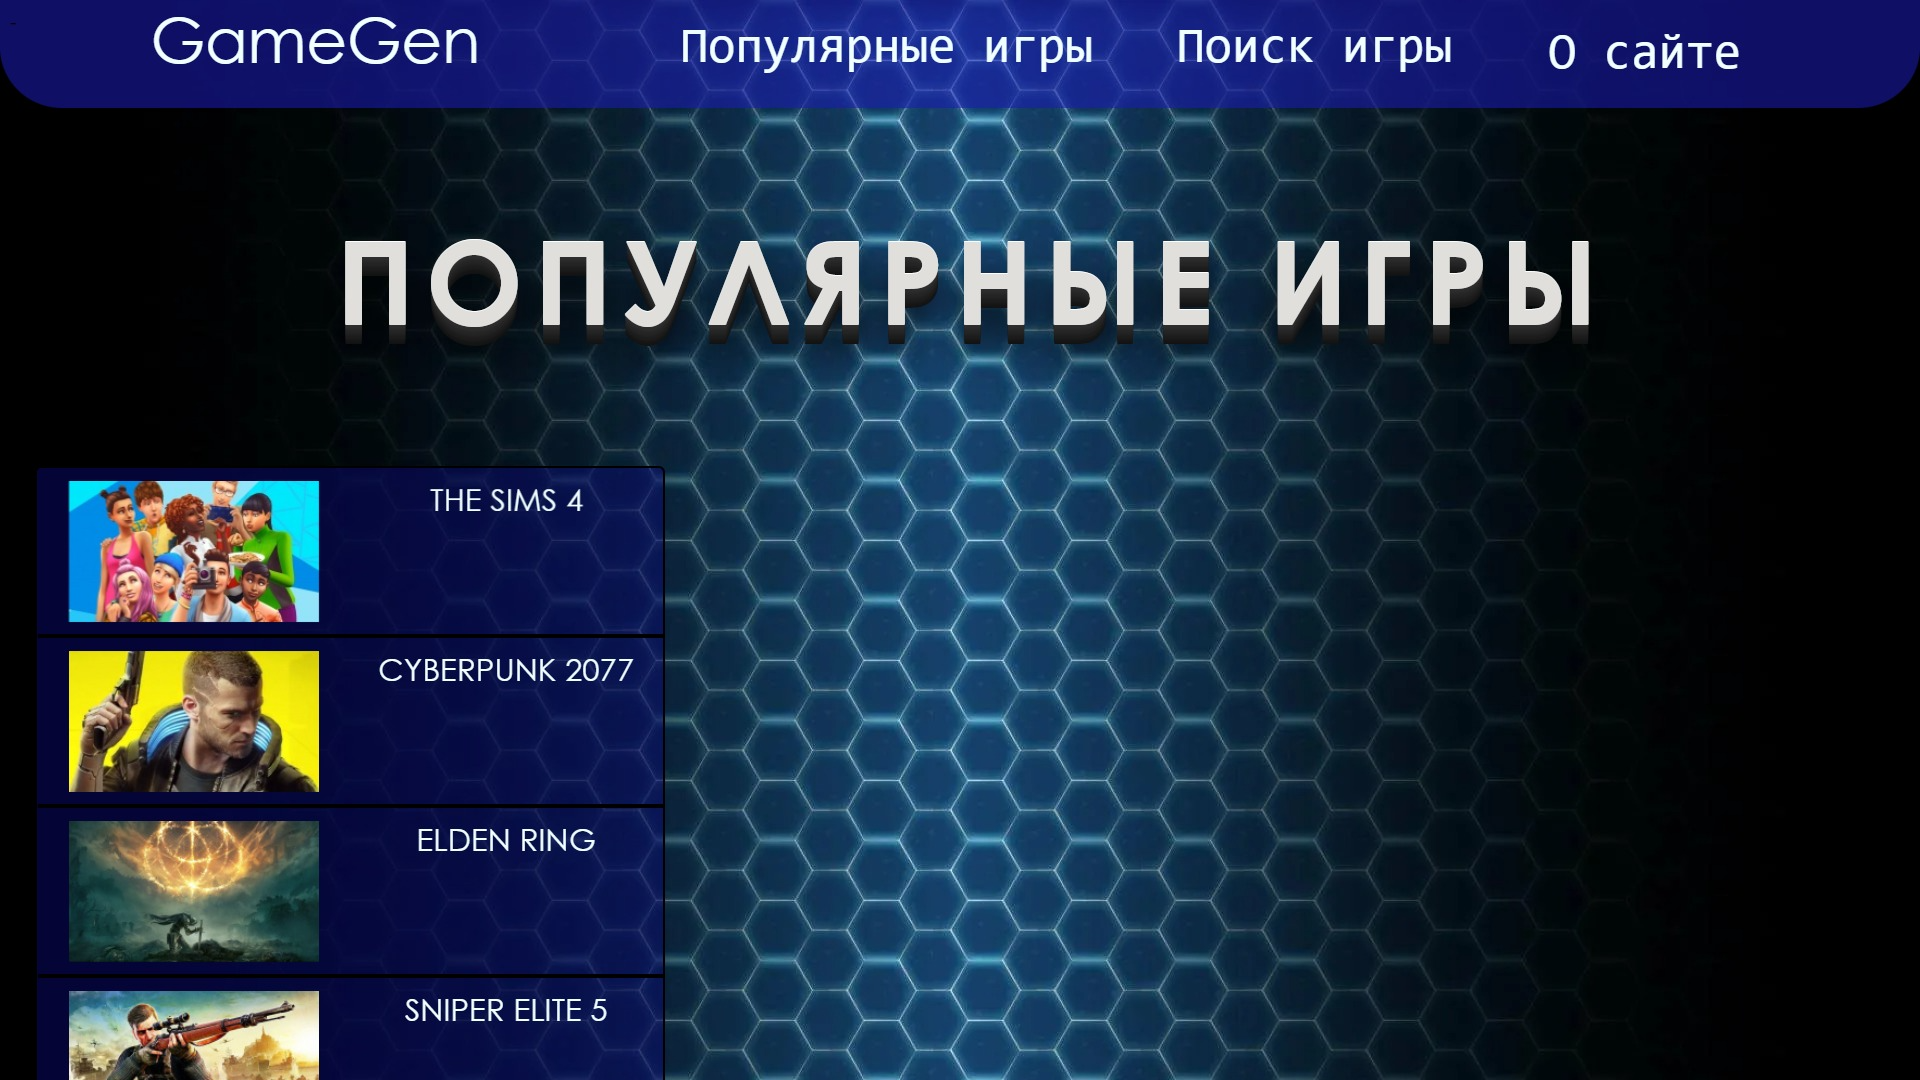 GameGen
Популярные игры
Поиск игры
О сайте
ПОПУЛЯРНЫЕ ИГРЫ
THE SIMS 4
CYBERPUNK 2077
ELDEN RING
SNIPER ELITE 5